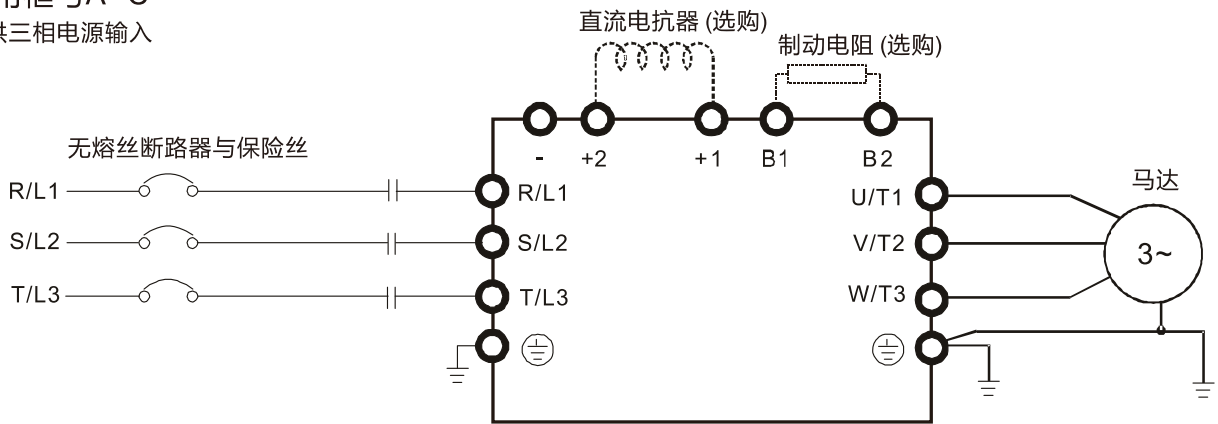 供三相电源输入
直流电抗器 (选购)
制动电阻 (选购)
无熔丝断路器与保险丝
- +2 +1 B1 B2
马达
R/L1 R/L1 U/T1
S/L2 S/L2 V/T2 3~
T/L3 T/L3 W/T3